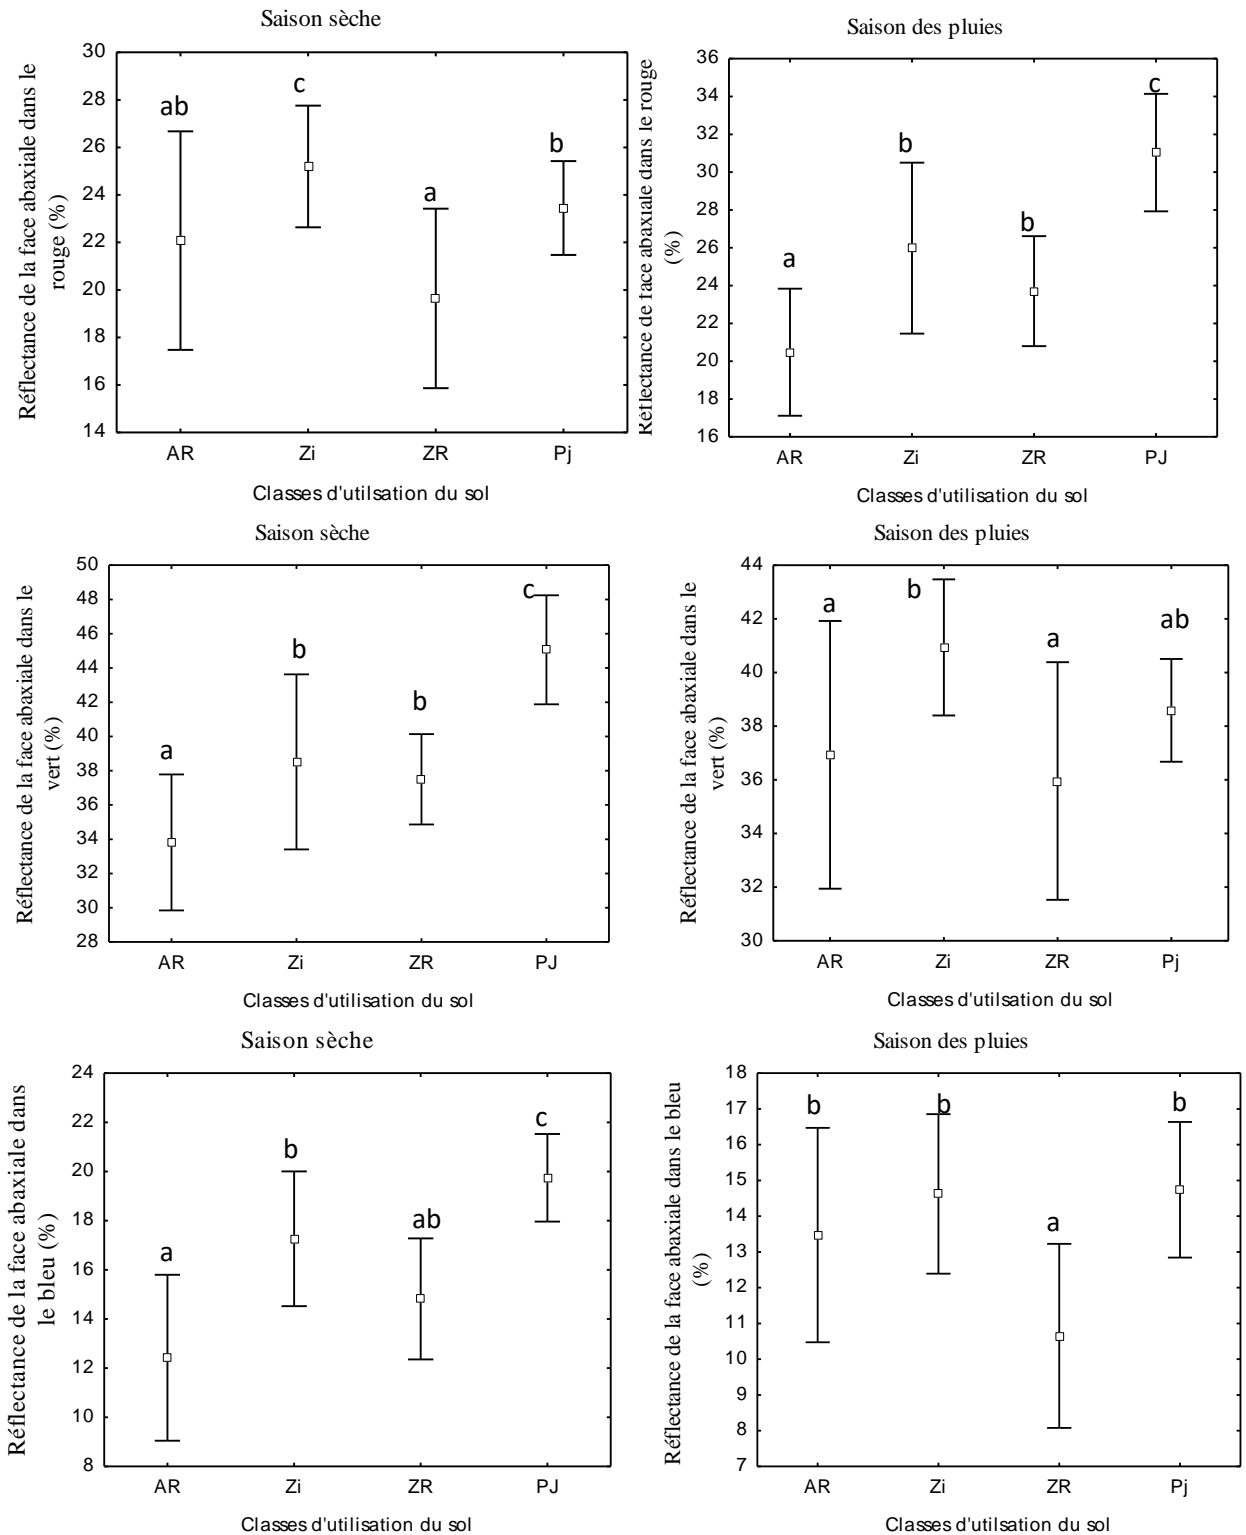 Saison sèche
Réflectance de la face abaxiale dans le
rouge (%)
30
28
26
24
22
20
18
16
14
ab
c
a
b
AR Zi ZR Pj
Classes d'utilsation du sol
Saison des pluies
Réflectance de face abaxiale dans le rouge
(%)
36
34
32
30
28
26
24
22
20
18
16
a
b
b
c
AR Zi ZR PJ
Classes d'utilisation du sol
Saison sèche
Réflectance de la face abaxiale dans le
vert (%)
50
48
46
44
42
40
38
36
34
32
30
28
a
b
b
c
AR Zi ZR PJ
Classes d'utilisation du sol
Saison des pluies
Réflectance de la face abaxiale dans le
vert (%)
44
42
40
38
36
34
32
30
a
b
a
ab
AR Zi ZR Pj
Classes d'utilsation du sol
Saison sèche
Réflectance de la face abaxiale dans
le bleu (%)
24
22
20
18
16
14
12
10
8
a
b
ab
c
AR Zi ZR PJ
Classes d'utilisation du sol
Saison des pluies
Réflectance de la face abaxiale dans le bleu
(%)
18
17
16
15
14
13
12
11
10
9
8
7
b
b
a
b
AR Zi ZR Pj
Classes d'utilsation du sol